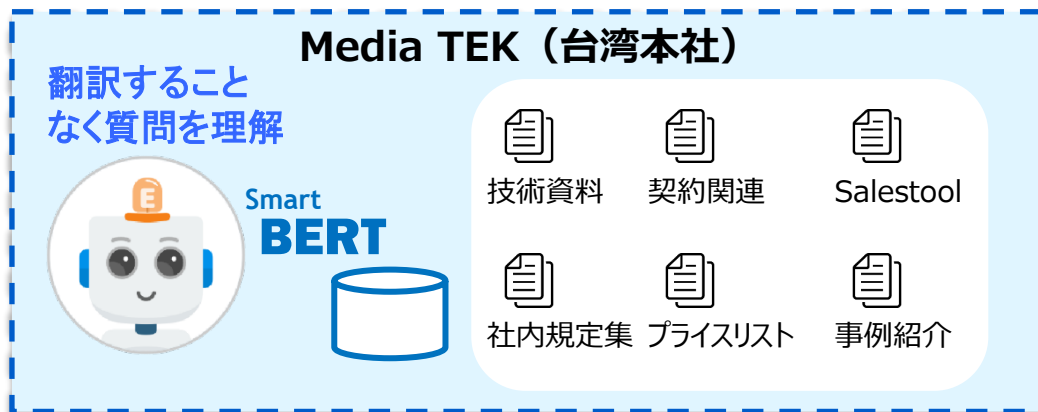 Media TEK（台湾本社）
翻訳すること
なく質問を理解
E
Smart
BERT
技術資料
契約関連
Salestool
社内規定集
プライスリスト
事例紹介